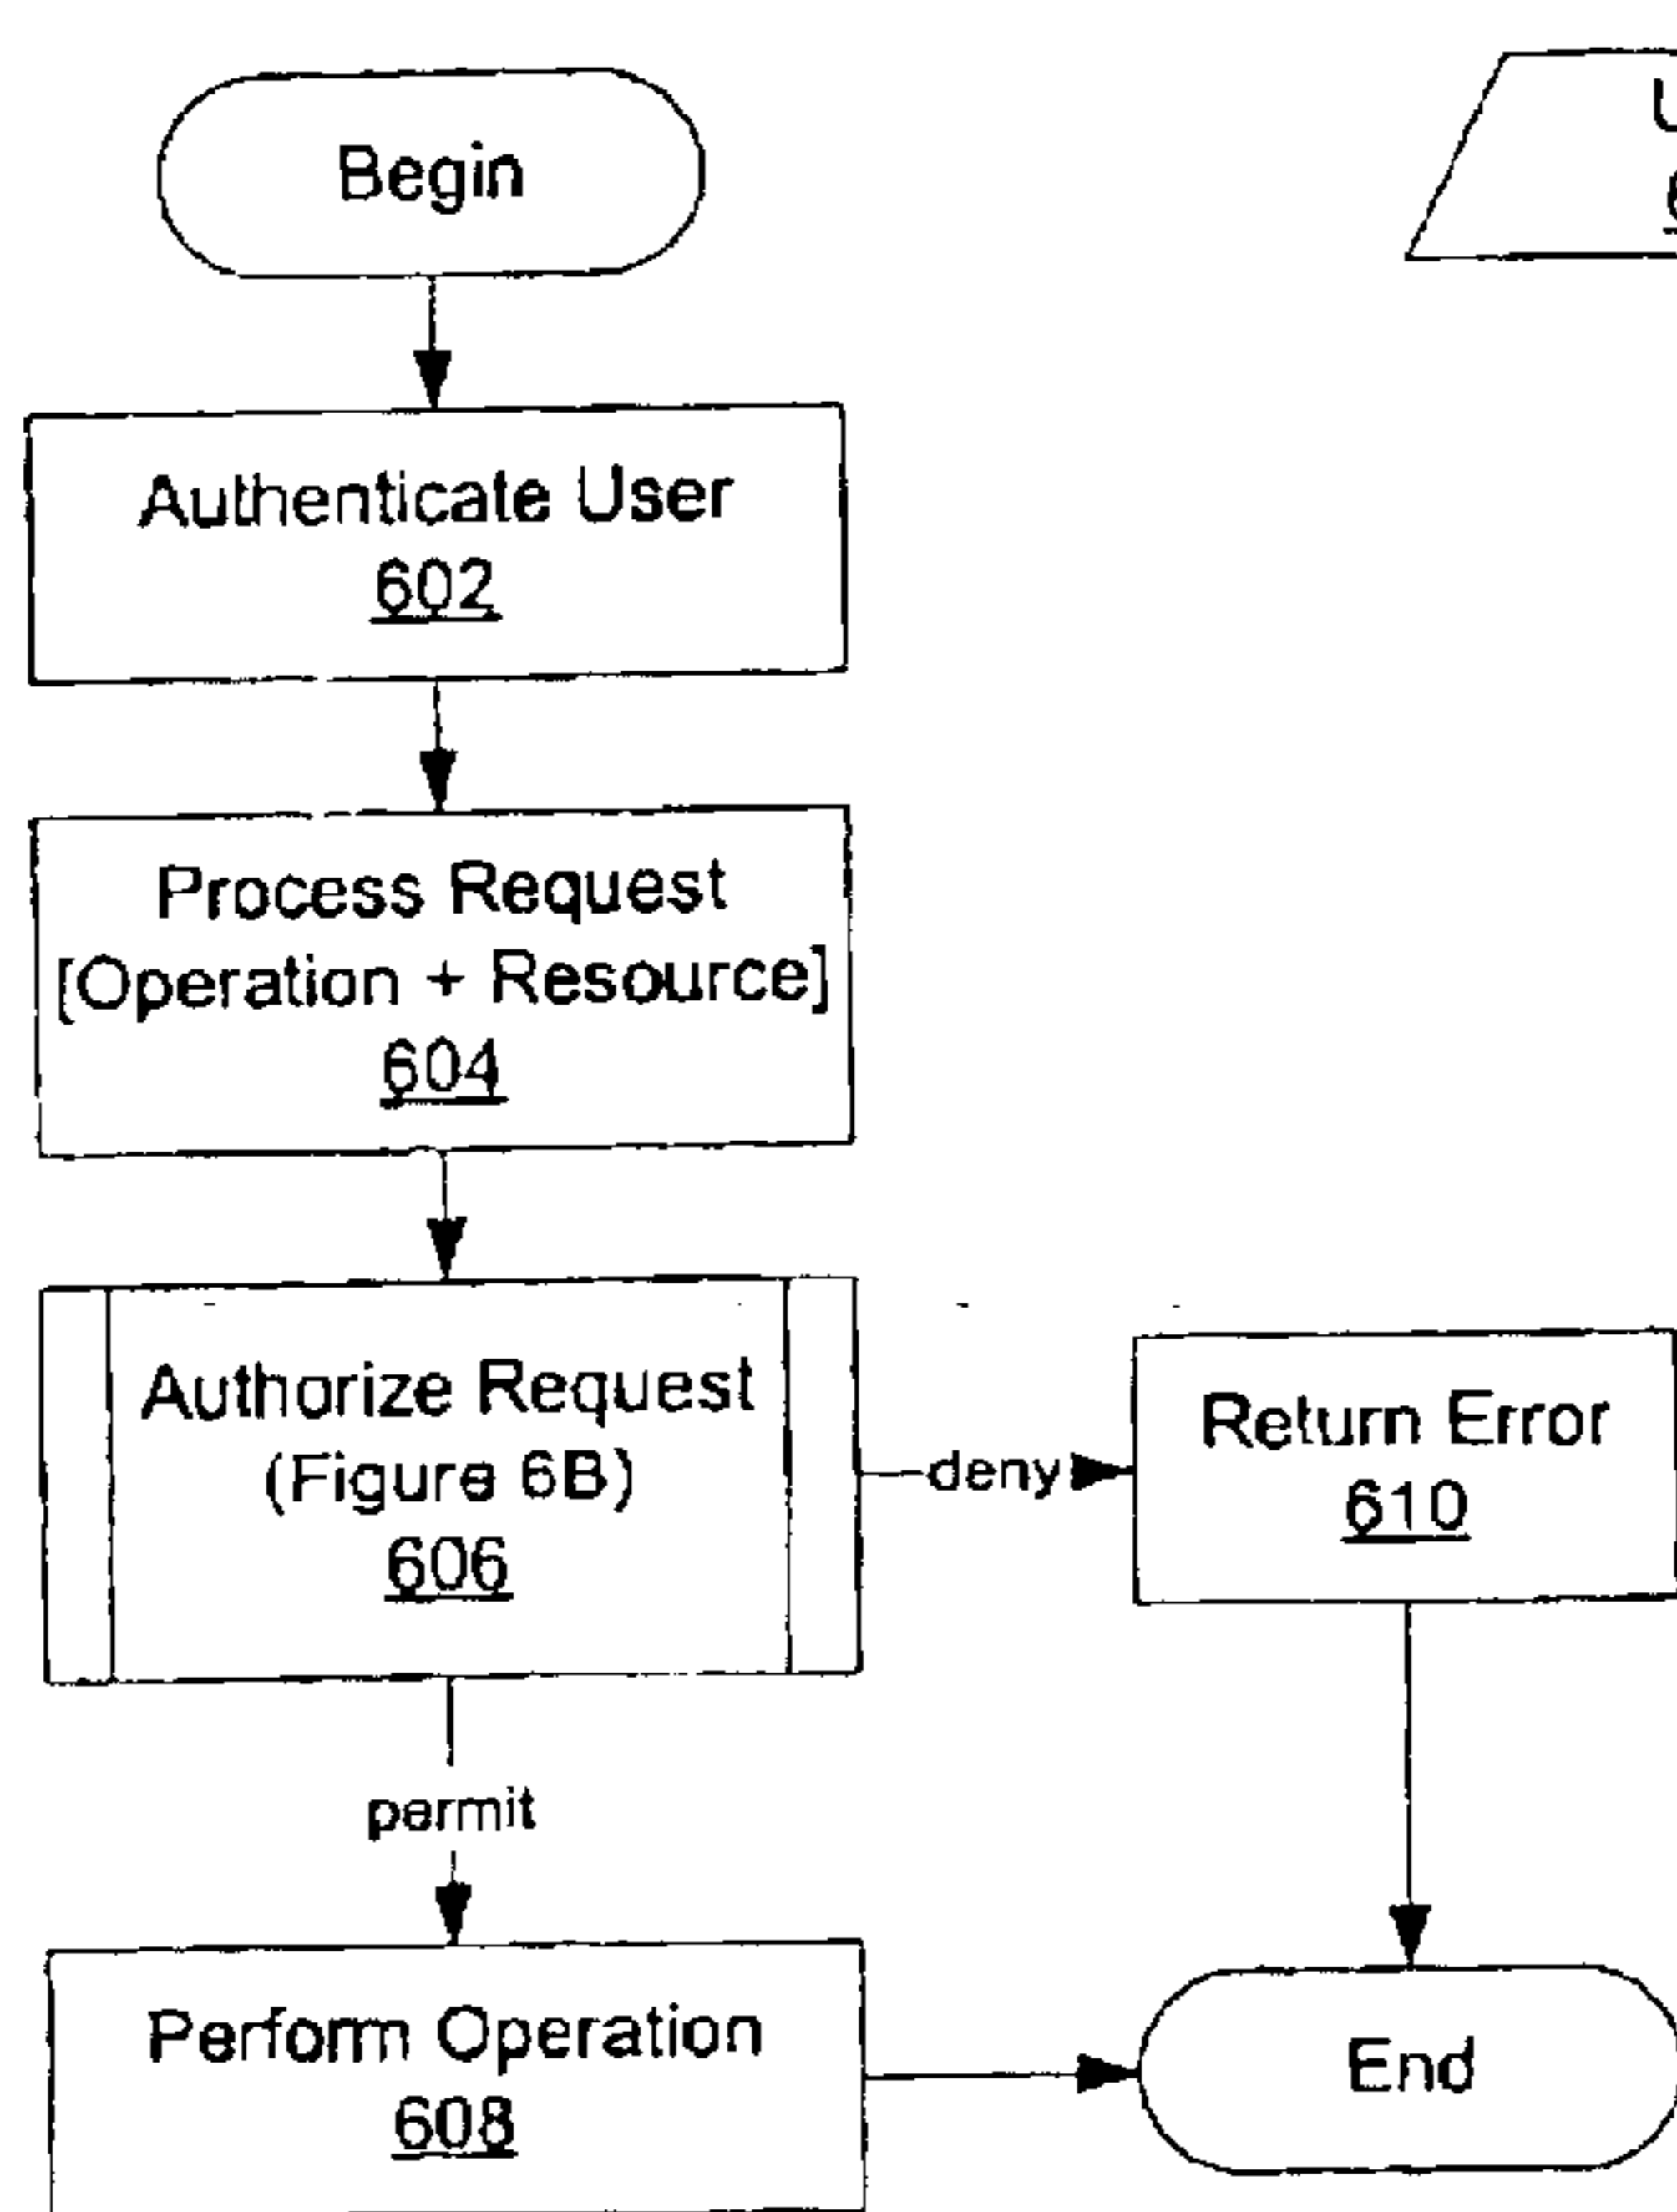 Begin
Authenticate User
602
Process Request
[Operation + Resource]
604
Authorize Request
(Figure 6B)
606
deny
Return Error
610
permit
Perform Operation
608
End